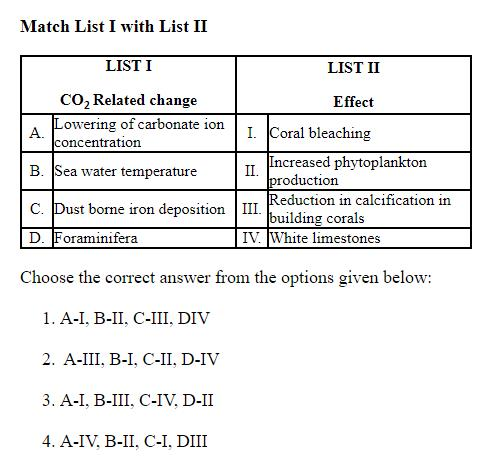 Match List I with List II
LIST I
CO₂ Related change
LIST II
Effect
A. Lowering of carbonate ion concentration
I. Coral bleaching
B. Sea water temperature
II. Increased phytoplankton production
C. Dust borne iron deposition
III. Reduction in calcification in building corals
D. Foraminifera
IV. White limestones
Choose the correct answer from the options given below:
1. A-I, B-II, C-III, DIV
2. A-III, B-I, C-II, D-IV
3. A-I, B-III, C-IV, D-II
4. A-IV, B-II, C-I, DIII